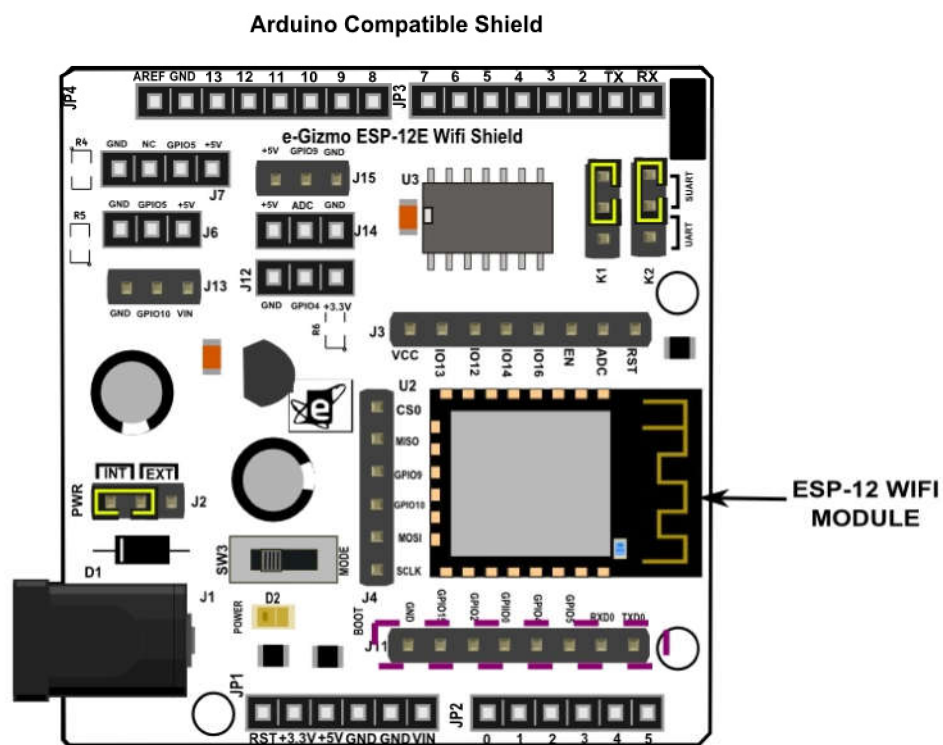 Arduino Compatible Shield
JP4
AREF GND 13 12 11 10 9 8
JP3
7 6 5 4 3 2 TX RX
e-Gizmo ESP-12E Wifi Shield
R4
GND NC GPIO5 +5V
J7
+5V GPIO9 GND
J15
U3
SUART
UART
K1
K2
R5
GND GPIO5 +5V
J6
+5V ADC GND
J14
J12
GND GPIO4 +3.3V
R6
J13
GND GPIO10 VIN
J3
VCC IO13 IO12 IO14 IO16 EN ADC RST
e
U2
CS0
MISO
GPIO9
GPIO10
MOSI
SCLK
J4
ESP-12 WIFI
MODULE
PWR
INT EXT
J2
D1
SW3
MODE
J1
POWER
D2
BOOT
GND GPIO15 GPIO2 GPIIO0 GPIO4 GPIO5 RXD0 TXD0
J11
JP1
RST +3.3V +5V GND GND VIN
JP2
0 1 2 3 4 5